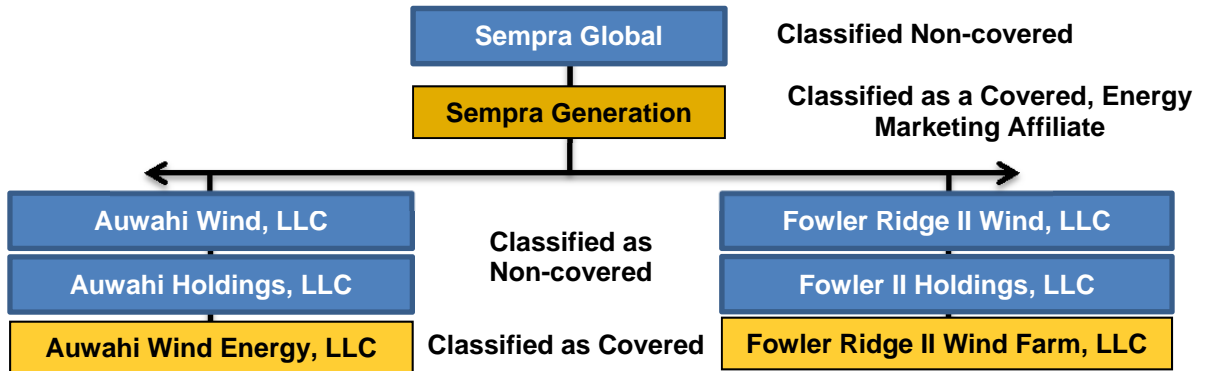 Sempra Global
Classified Non-covered
Sempra Generation
Classified as a Covered, Energy
Marketing Affiliate
Auwahi Wind, LLC
Fowler Ridge II Wind, LLC
Classified as
Non-covered
Auwahi Holdings, LLC
Fowler II Holdings, LLC
Auwahi Wind Energy, LLC
Classified as Covered
Fowler Ridge II Wind Farm, LLC